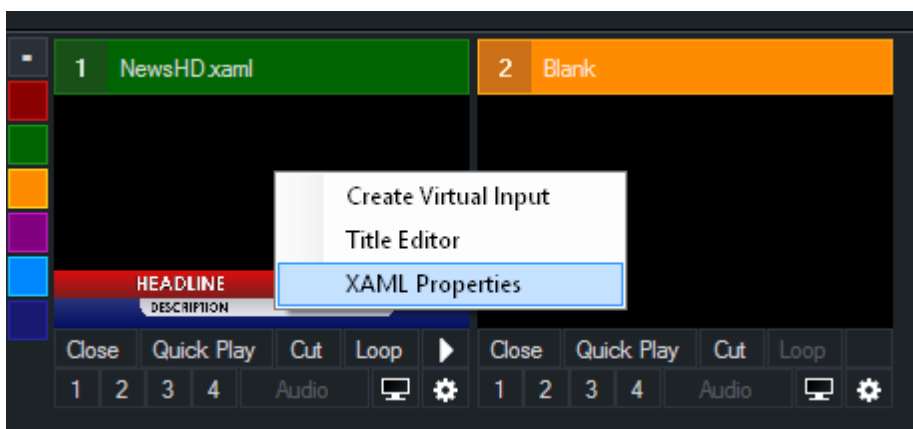 1 NewsHD.xaml 2 Blank
Create Virtual Input
Title Editor
XAML Properties
HEADLINE
DESCRIPTION
Close Quick Play Cut Loop Close Quick Play Cut Loop
1 2 3 4 Audio 1 2 3 4 Audio